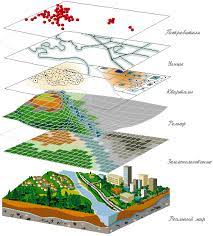 Потребители
Улицы
Кварталы
Рельеф
Землепользование
Реальный мир